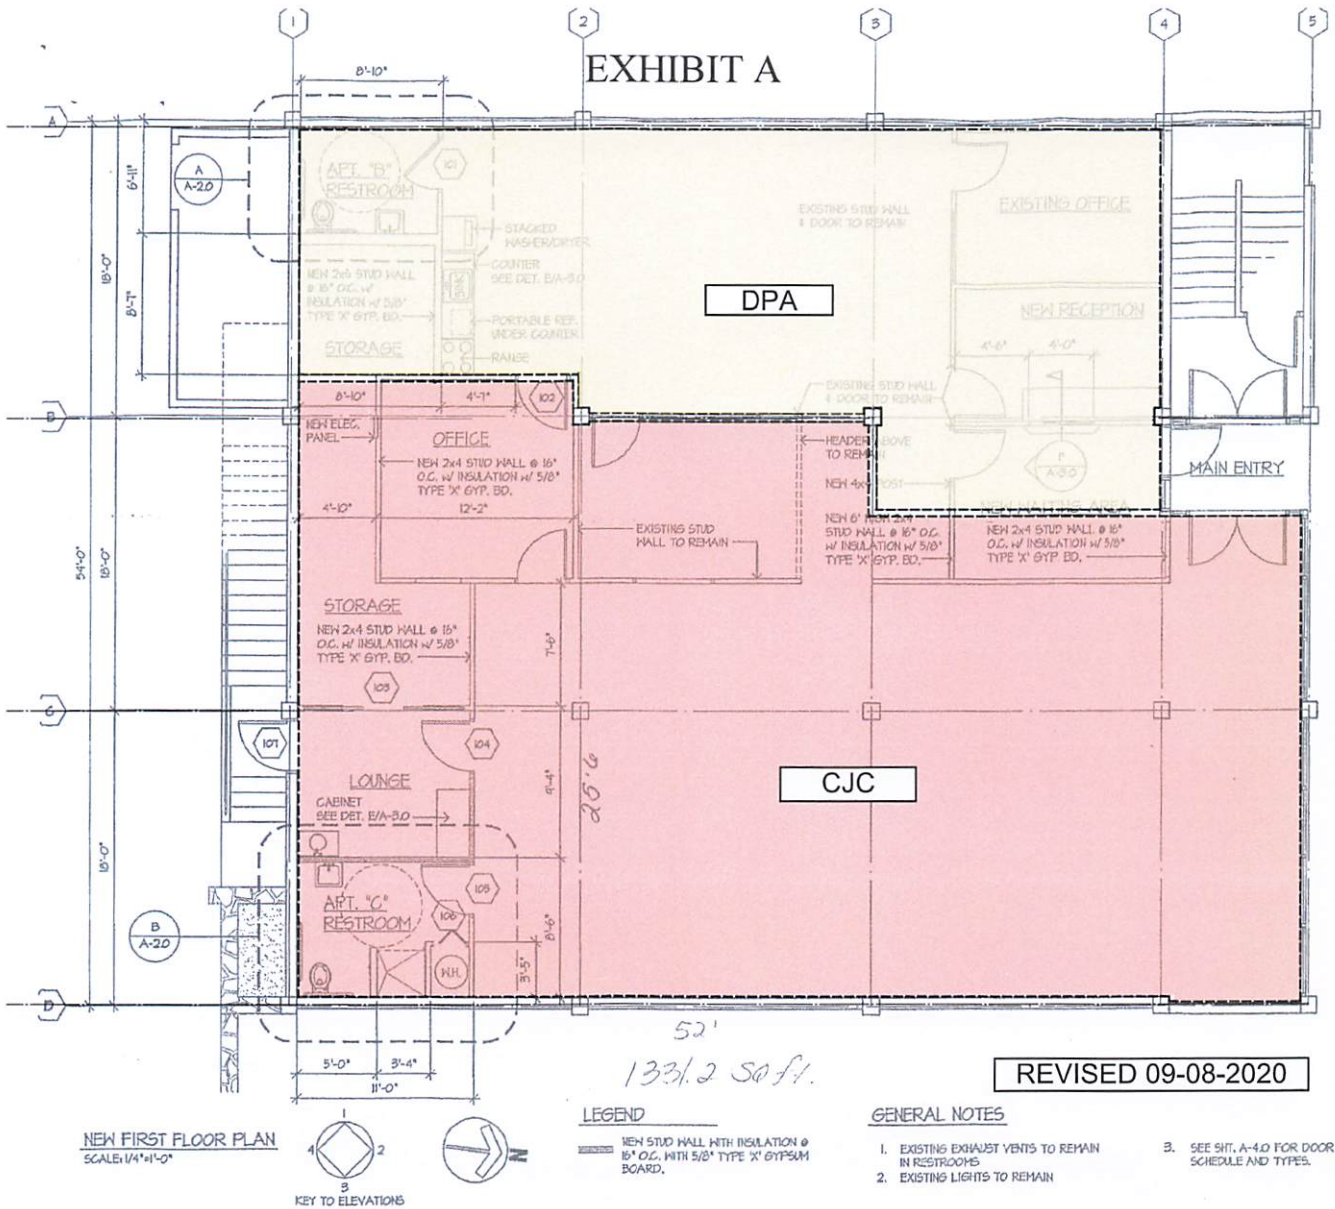 1
2
3
4
5
EXHIBIT A
8'-10"
A
6'-11"
A
A-2.0
APT. "B"
RESTROOM
101
STACKED
WASHER/DRYER
EXISTING STUD WALL
& DOOR TO REMAIN
EXISTING OFFICE
COUNTER
SEE DET. E/A-3.0
NEW 2x6 STUD WALL
@ 16" O.C. w/
INSULATION w/ 5/8"
TYPE 'X' GYP. BD.
SINK
18'-0"
8'-7"
DPA
NEW RECEPTION
PORTABLE REF.
UNDER COUNTER
STORAGE
RANGE
4'-6"
4'-0"
EXISTING STUD WALL
& DOOR TO REMAIN
8'-10"
4'-7"
102
B
NEW ELEC.
PANEL
OFFICE
HEADER ABOVE
TO REMAIN
NEW 2x4 STUD WALL @ 16"
O.C. w/ INSULATION w/ 5/8"
TYPE 'X' GYP. BD.
F
A-3.0
MAIN ENTRY
NEW 4x4 POST
4'-10"
12'-2"
NEW WAITING AREA
EXISTING STUD
WALL TO REMAIN
NEW 6' HIGH 2x4
STUD WALL @ 16" O.C.
w/ INSULATION w/ 5/8"
TYPE 'X' GYP. BD.
NEW 2x4 STUD WALL @ 16"
O.C. w/ INSULATION w/ 5/8"
TYPE 'X' GYP. BD.
54'-0"
18'-0"
STORAGE
NEW 2x4 STUD WALL @ 16"
O.C. w/ INSULATION w/ 5/8"
TYPE 'X' GYP. BD.
7'-6"
103
C
107
104
LOUNGE
CABINET
SEE DET. E/A-3.0
9'-4"
25'6
CJC
18'-0"
APT. "C"
RESTROOM
105
106
B
A-2.0
8'-6"
W.H.
3'-5"
D
52'
5'-0"
3'-4"
11'-0"
1331.2 Sq ft.
REVISED 09-08-2020
NEW FIRST FLOOR PLAN
SCALE: 1/4"=1'-0"
1
4
2
3
KEY TO ELEVATIONS
N
LEGEND
NEW STUD WALL WITH INSULATION @
16" O.C. WITH 5/8" TYPE 'X' GYPSUM
BOARD.
GENERAL NOTES
1. EXISTING EXHAUST VENTS TO REMAIN
IN RESTROOMS
2. EXISTING LIGHTS TO REMAIN
3. SEE SHT. A-4.0 FOR DOOR
SCHEDULE AND TYPES.